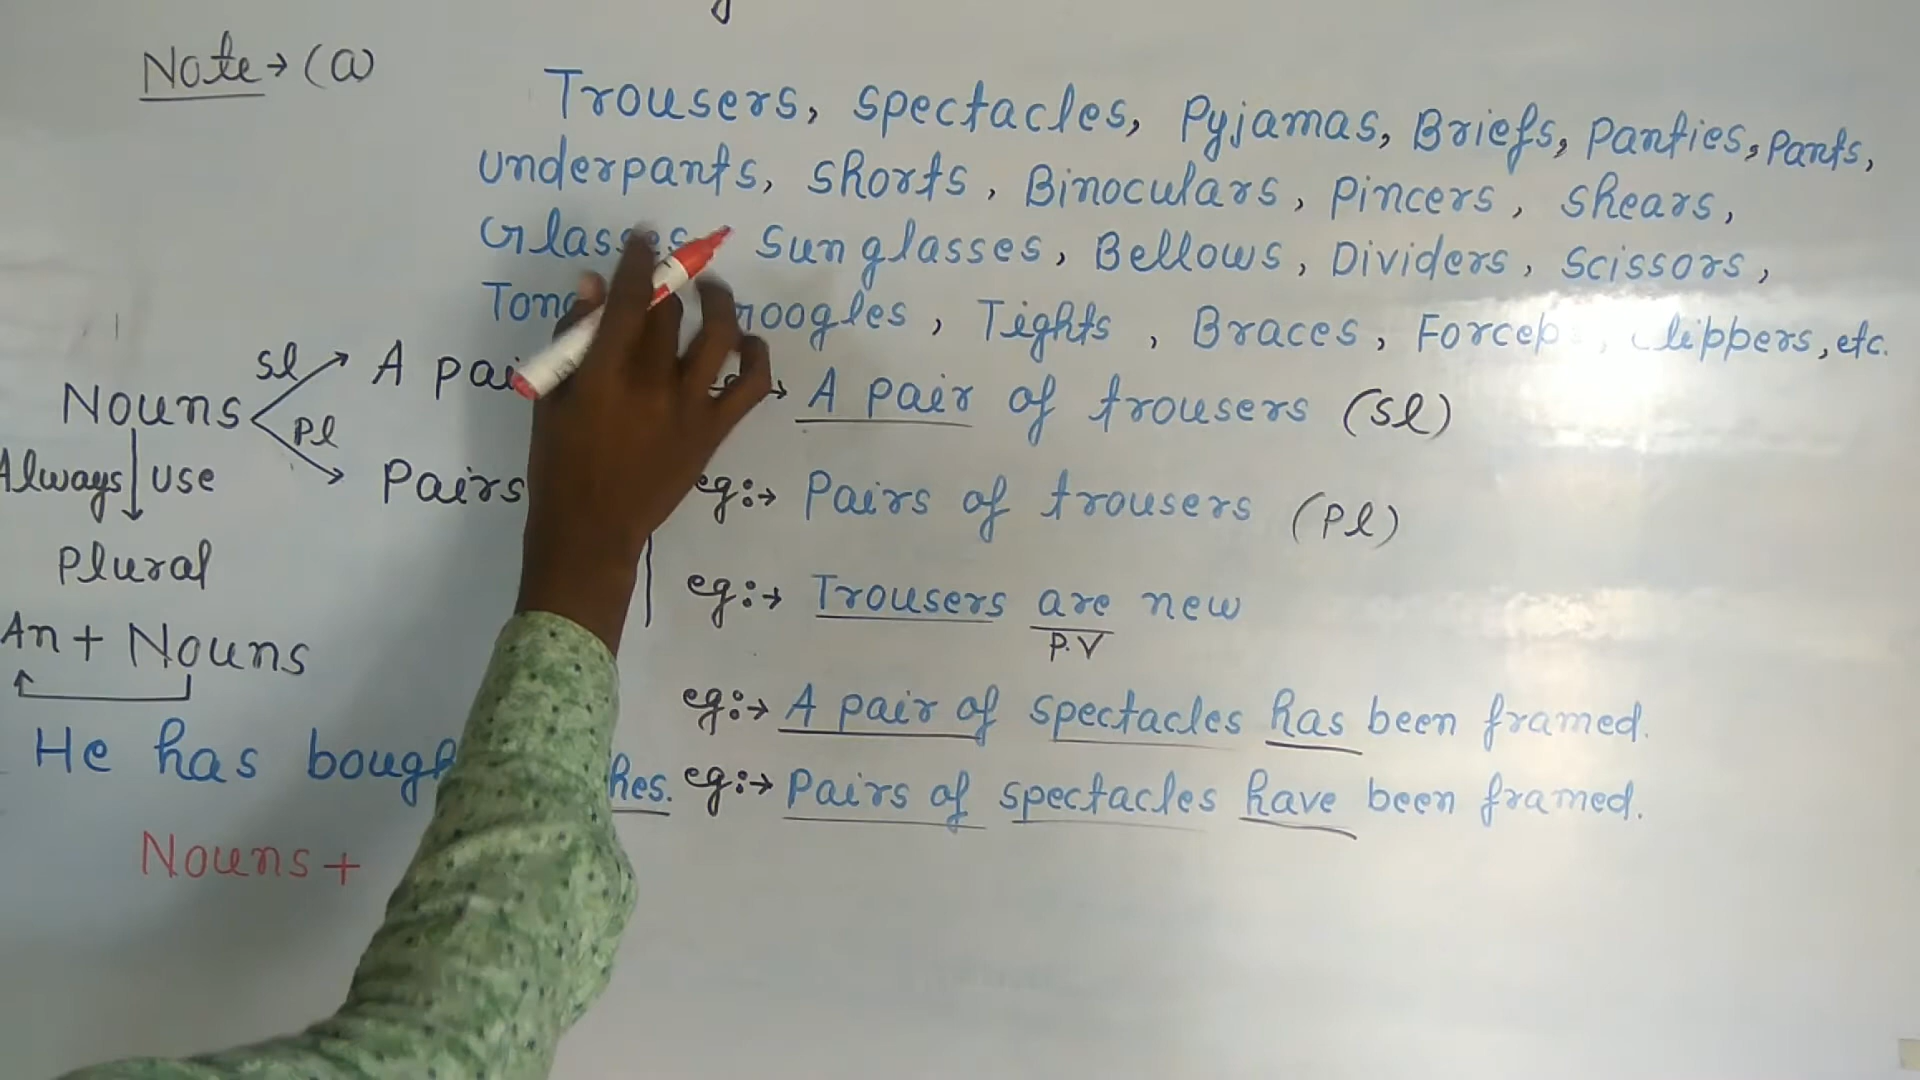 Note → (a)
Trousers, spectacles, Pyjamas, Briefs, Panties, Pants,
underpants, shorts, Binoculars, Pincers, shears,
Glasses, sunglasses, Bellows, Dividers, scissors,
Tights, Braces, clippers, etc.
Nouns
sl → A
Pl → Pairs
Always use
Plural
An + Nouns
He has
Nouns +
→ A pair of trousers (sl)
eg:→ Pairs of trousers (Pl)
eg:→ Trousers are new
P.V
eg:→ A pair of spectacles has been framed.
eg:→ Pairs of spectacles have been framed.